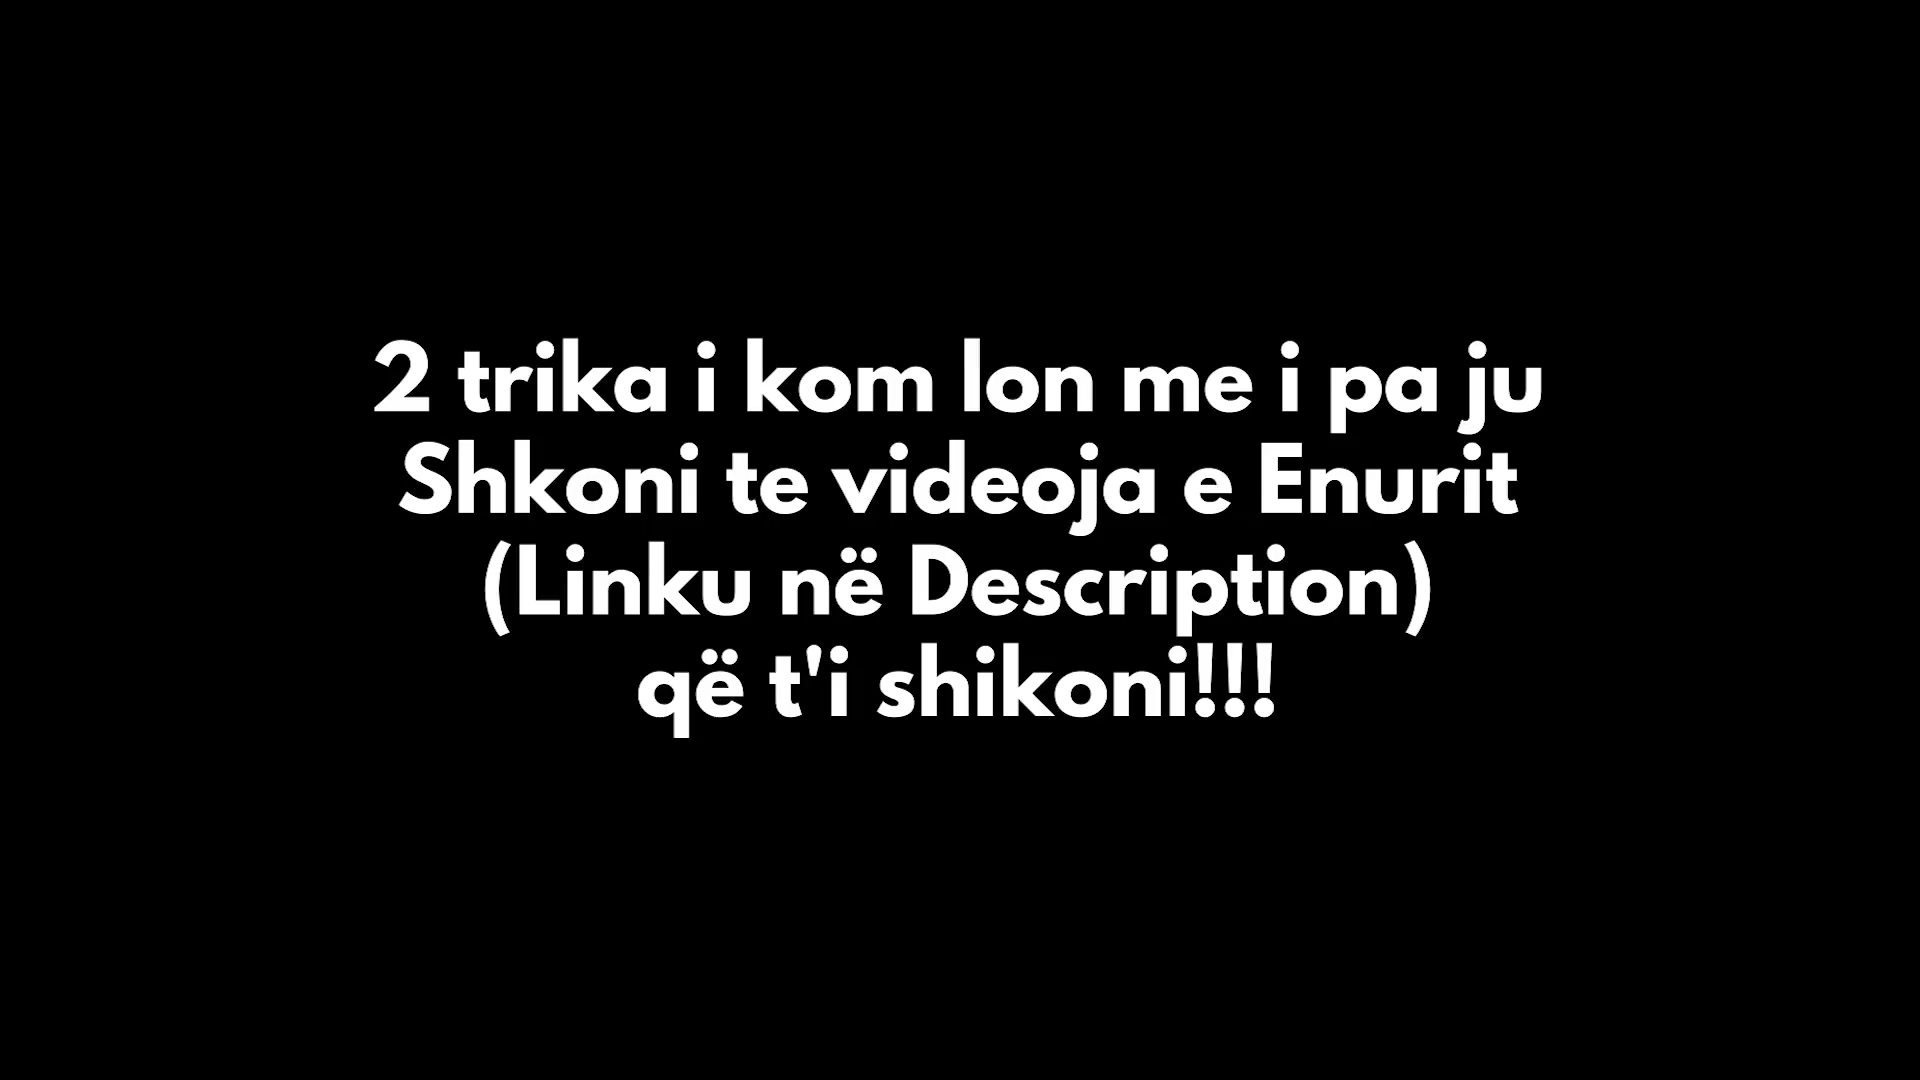 2 trika i kom lon me i pa ju
Shkoni te videoja e Enurit
(Linku në Description)
që t'i shikoni!!!